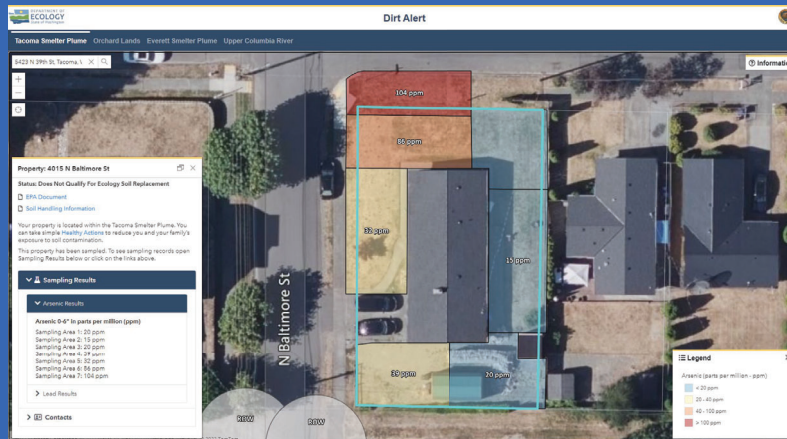 DEPARTMENT OF
ECOLOGY
State of Washington
Dirt Alert
Tacoma Smelter Plume Orchard Lands Everett Smelter Plume Upper Columbia River
5423 N 39th St, Tacoma, \
Informatio
104 ppm
86 ppm
32 ppm
15 ppm
39 ppm
20 ppm
N Baltimore St
ROW
ROW
Property: 4015 N Baltimore St
Status: Does Not Qualify For Ecology Soil Replacement
EPA Document
Soil Handling Information
Your property is located within the Tacoma Smelter Plume. You
can take simple Healthy Actions to reduce you and your family's
exposure to soil contamination.
This property has been sampled. To see sampling records open
Sampling Results below or click on the links above.
Sampling Results
Arsenic Results
Arsenic 0-6" in parts per million (ppm)
Sampling Area 1: 20 ppm
Sampling Area 2: 15 ppm
Sampling Area 3: 20 ppm
Sampling Area 4: 39 ppm
Sampling Area 5: 32 ppm
Sampling Area 6: 86 ppm
Sampling Area 7: 104 ppm
Lead Results
Contacts
Legend
Arsenic (parts per million - ppm)
< 20 ppm
20 - 40 ppm
40 - 100 ppm
> 100 ppm